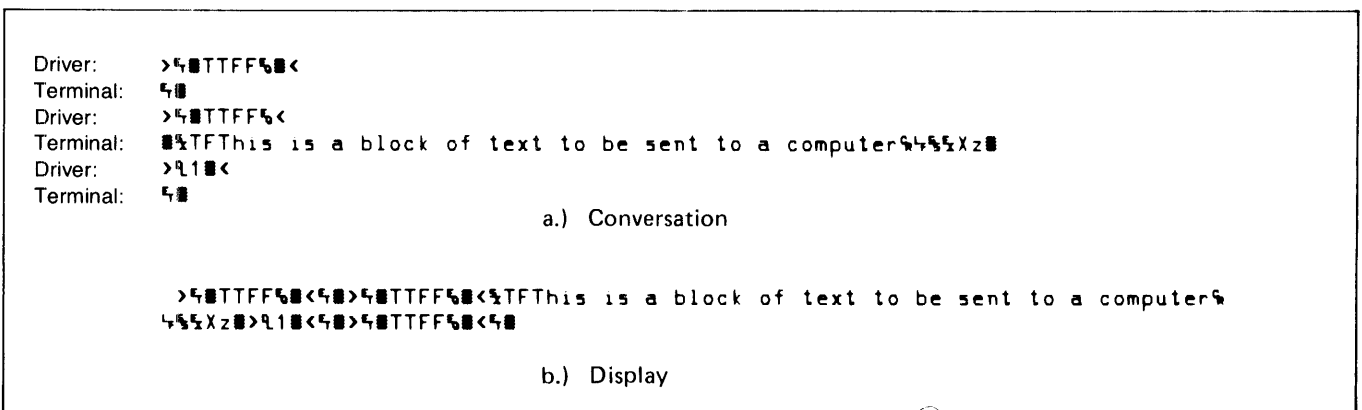 Driver: >␄■TTFF␅■<
Terminal: ␄■
Driver: >␄■TTFF␅<
Terminal: ■␂TFThis is a block of text to be sent to a computer␍␊␃Xz■
Driver: >␐1■<
Terminal: ␄■
a.) Conversation
>␄■TTFF␅■<␄■>␄■TTFF␅■<␂TFThis is a block of text to be sent to a computer␍
␊␃Xz■>␐1■<␄■>␄■TTFF␅■<␄■
b.) Display